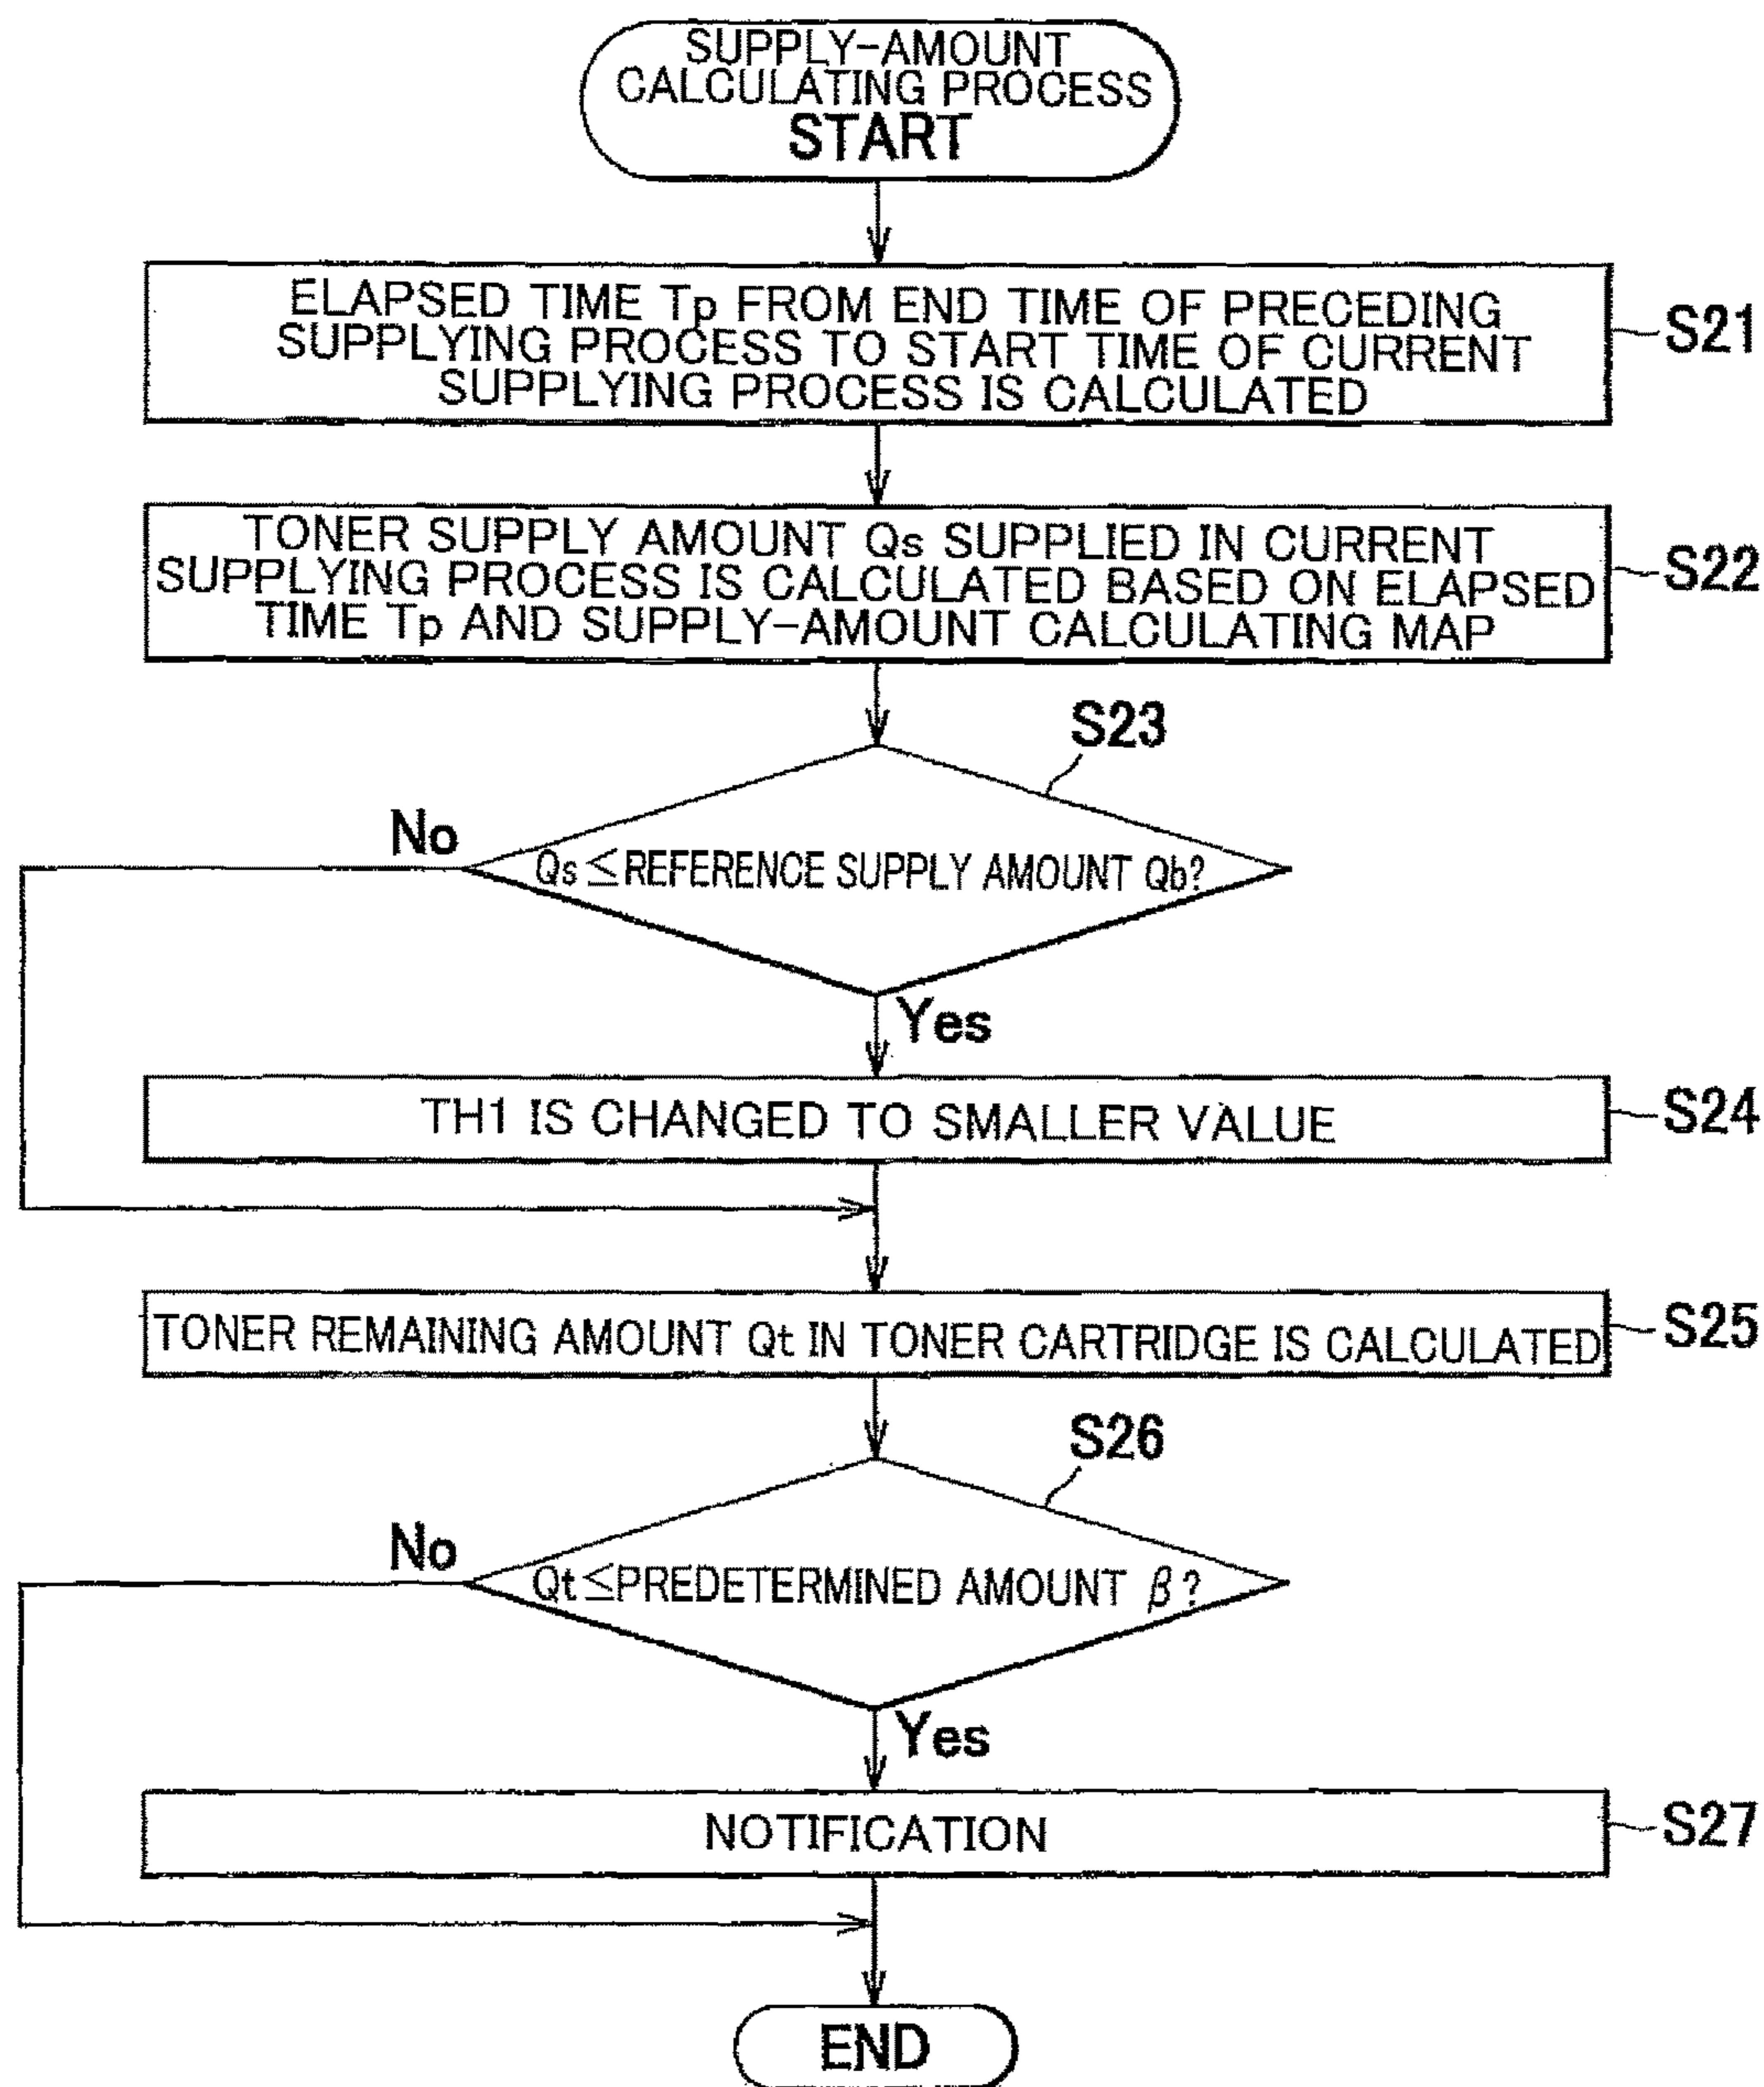 SUPPLY-AMOUNT
CALCULATING PROCESS
START
ELAPSED TIME Tp FROM END TIME OF PRECEDING
SUPPLYING PROCESS TO START TIME OF CURRENT
SUPPLYING PROCESS IS CALCULATED
S21
TONER SUPPLY AMOUNT Qs SUPPLIED IN CURRENT
SUPPLYING PROCESS IS CALCULATED BASED ON ELAPSED
TIME Tp AND SUPPLY-AMOUNT CALCULATING MAP
S22
S23
No
Qs≦REFERENCE SUPPLY AMOUNT Qb?
Yes
TH1 IS CHANGED TO SMALLER VALUE
S24
TONER REMAINING AMOUNT Qt IN TONER CARTRIDGE IS CALCULATED
S25
S26
No
Qt≦PREDETERMINED AMOUNT β?
Yes
NOTIFICATION
S27
END